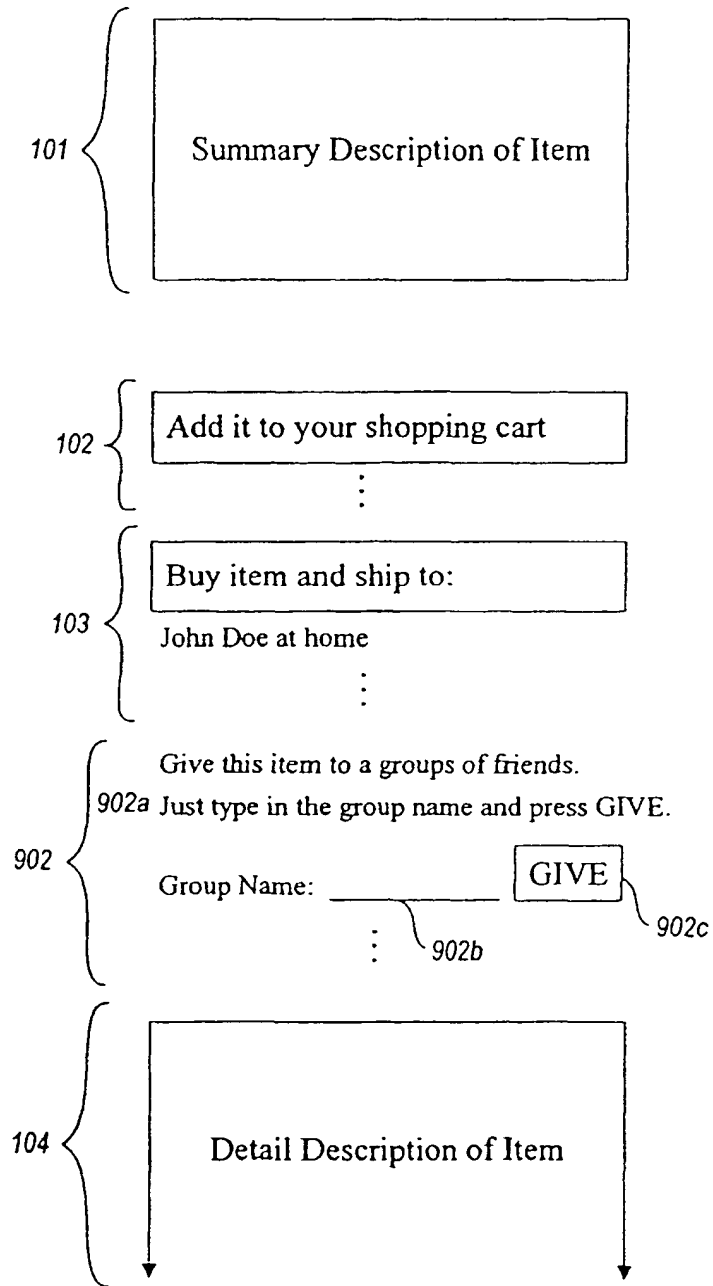 101
Summary Description of Item
102
Add it to your shopping cart
103
Buy item and ship to:
John Doe at home
902
Give this item to a groups of friends.
902a Just type in the group name and press GIVE.
Group Name: GIVE
902b
902c
104
Detail Description of Item